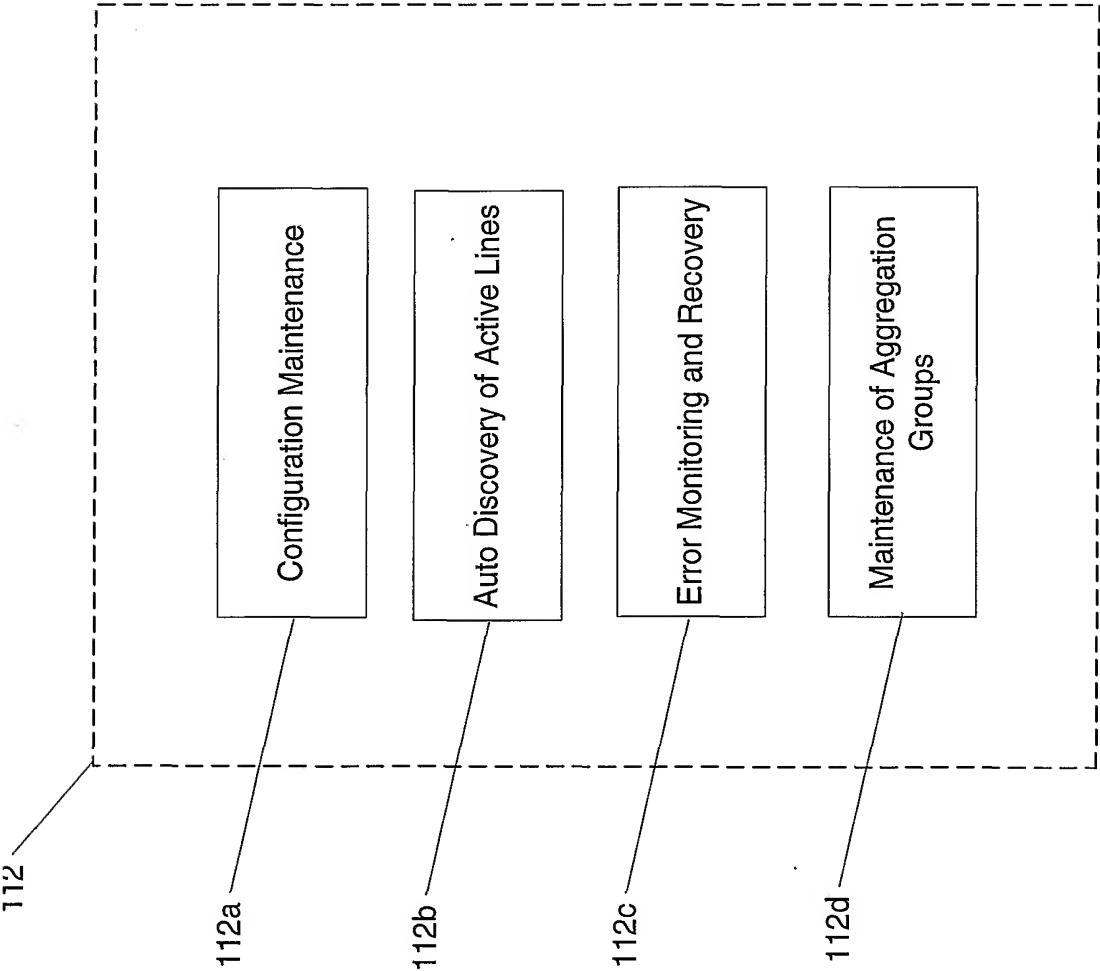 112
112a
Configuration Maintenance
112b
Auto Discovery of Active Lines
112c
Error Monitoring and Recovery
112d
Maintenance of Aggregation
Groups